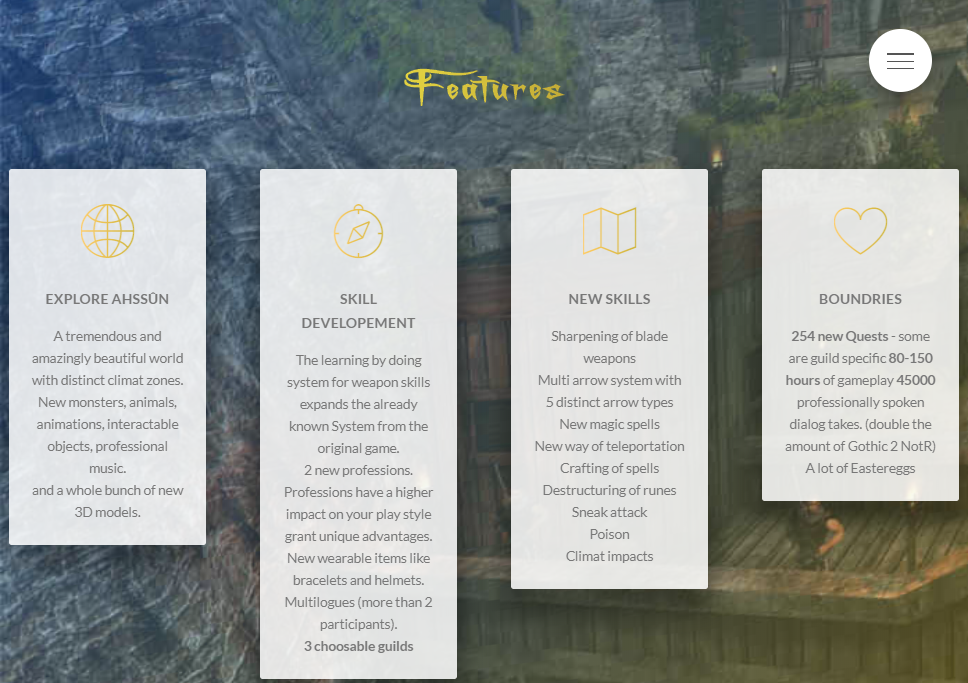 Features
EXPLORE AHSSÛN
A tremendous and
amazingly beautiful world
with distinct climat zones.
New monsters, animals,
animations, interactable
objects, professional
music.
and a whole bunch of new
3D models.
SKILL
DEVELOPEMENT
The learning by doing
system for weapon skills
expands the already
known System from the
original game.
2 new professions.
Professions have a higher
impact on your play style
grant unique advantages.
New wearable items like
bracelets and helmets.
Multilogues (more than 2
participants).
3 choosable guilds
NEW SKILLS
Sharpening of blade
weapons
Multi arrow system with
5 distinct arrow types
New magic spells
New way of teleportation
Crafting of spells
Destructuring of runes
Sneak attack
Poison
Climat impacts
BOUNDRIES
254 new Quests - some
are guild specific 80-150
hours of gameplay 45000
professionally spoken
dialog takes. (double the
amount of Gothic 2 NotR)
A lot of Eastereggs